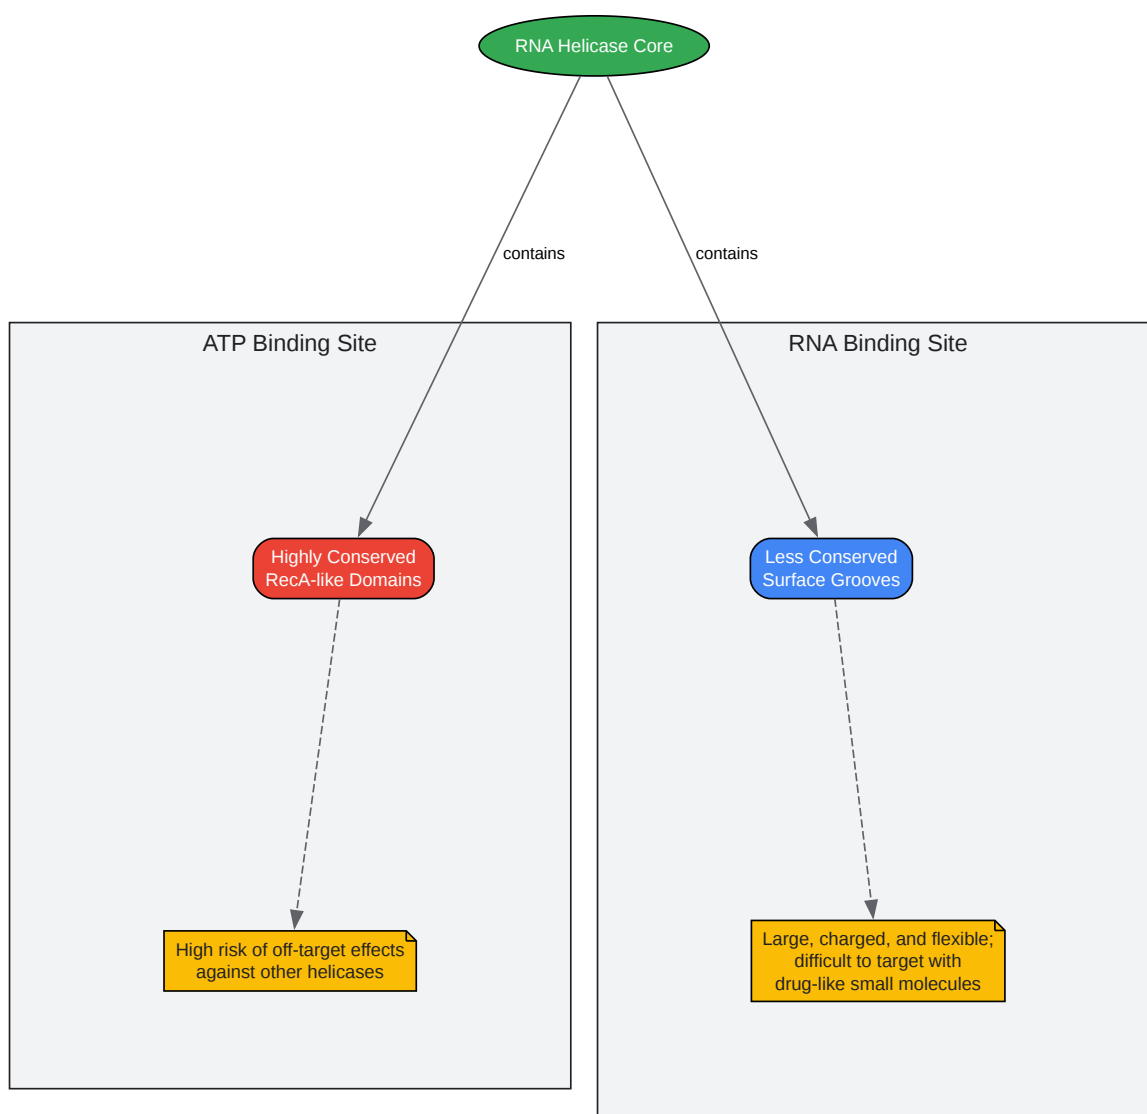 RNA Helicase Core
contains
contains
ATP Binding Site
RNA Binding Site
Highly Conserved
RecA-like Domains
Less Conserved
Surface Grooves
High risk of off-target effects
against other helicases
Large, charged, and flexible;
difficult to target with
drug-like small molecules